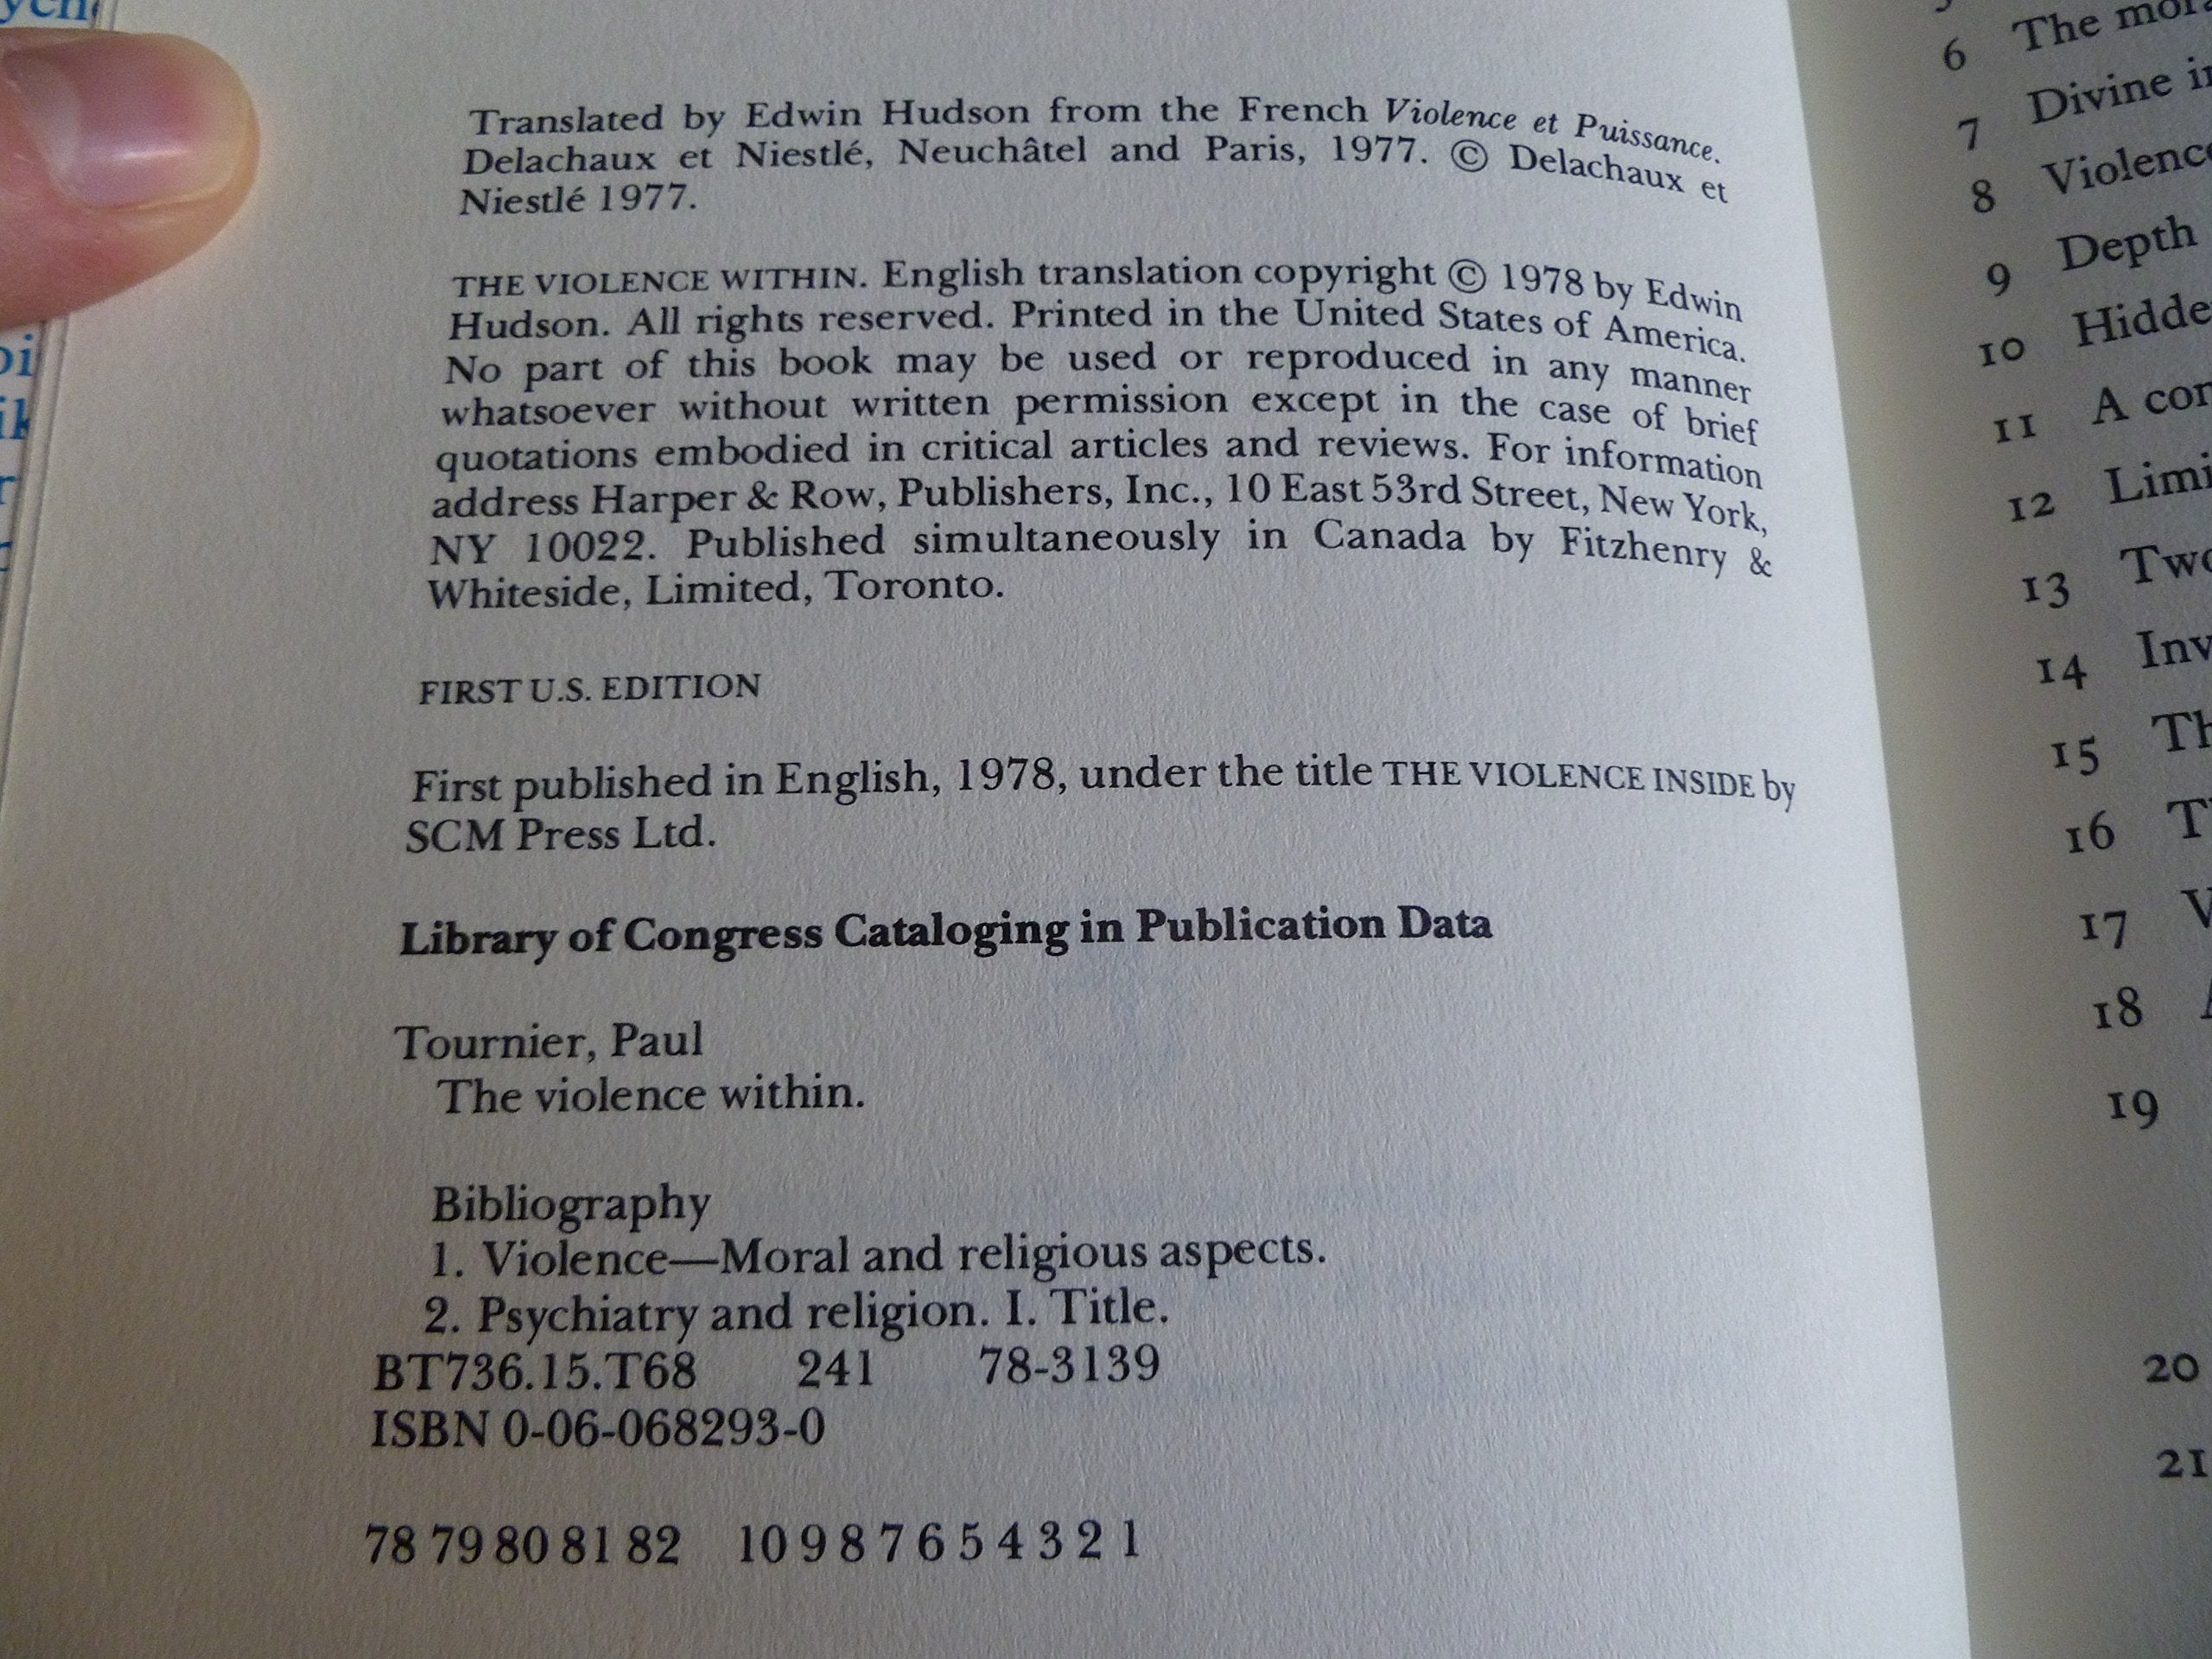 Translated by Edwin Hudson from the French Violence et Puissance.
Delachaux et Niestlé, Neuchâtel and Paris, 1977. © Delachaux et
Niestlé 1977.
THE VIOLENCE WITHIN. English translation copyright © 1978 by Edwin
Hudson. All rights reserved. Printed in the United States of America.
No part of this book may be used or reproduced in any manner
whatsoever without written permission except in the case of brief
quotations embodied in critical articles and reviews. For information
address Harper & Row, Publishers, Inc., 10 East 53rd Street, New York,
NY 10022. Published simultaneously in Canada by Fitzhenry &
Whiteside, Limited, Toronto.
FIRST U.S. EDITION
First published in English, 1978, under the title THE VIOLENCE INSIDE by
SCM Press Ltd.
Library of Congress Cataloging in Publication Data
Tournier, Paul
The violence within.
Bibliography
1. Violence—Moral and religious aspects.
2. Psychiatry and religion. I. Title.
BT736.15.T68 241 78-3139
ISBN 0-06-068293-0
78 79 80 81 82 10 9 8 7 6 5 4 3 2 1
6 The
7 Divine
8 Violence
9 Depth
10
11 A
12
13
14
15
16
17
18
19
20
21